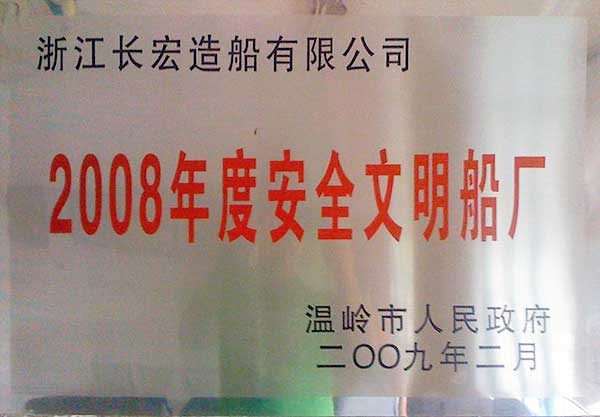 浙江长宏造船有限公司
2008年度安全文明船厂
温岭市人民政府
二〇〇九年二月